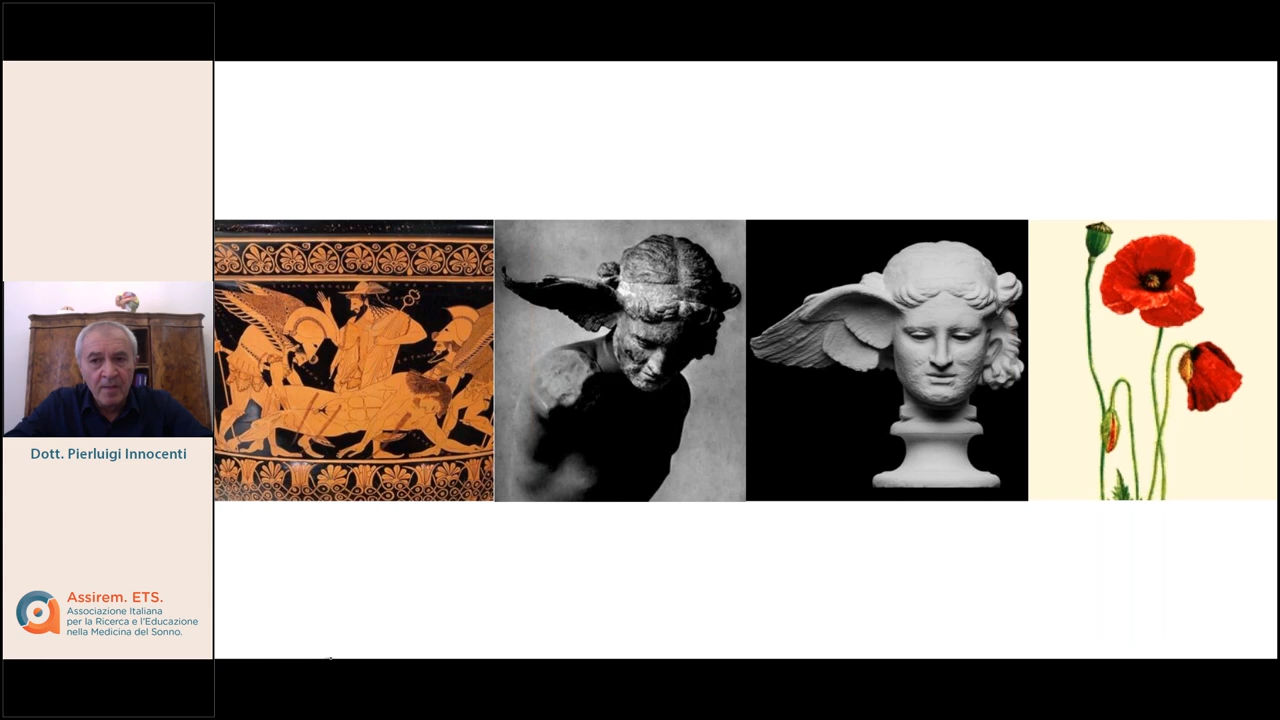 Dott. Pierluigi Innocenti
Assirem. ETS.
Associazione Italiana
per la Ricerca e l'Educazione
nella Medicina del Sonno.